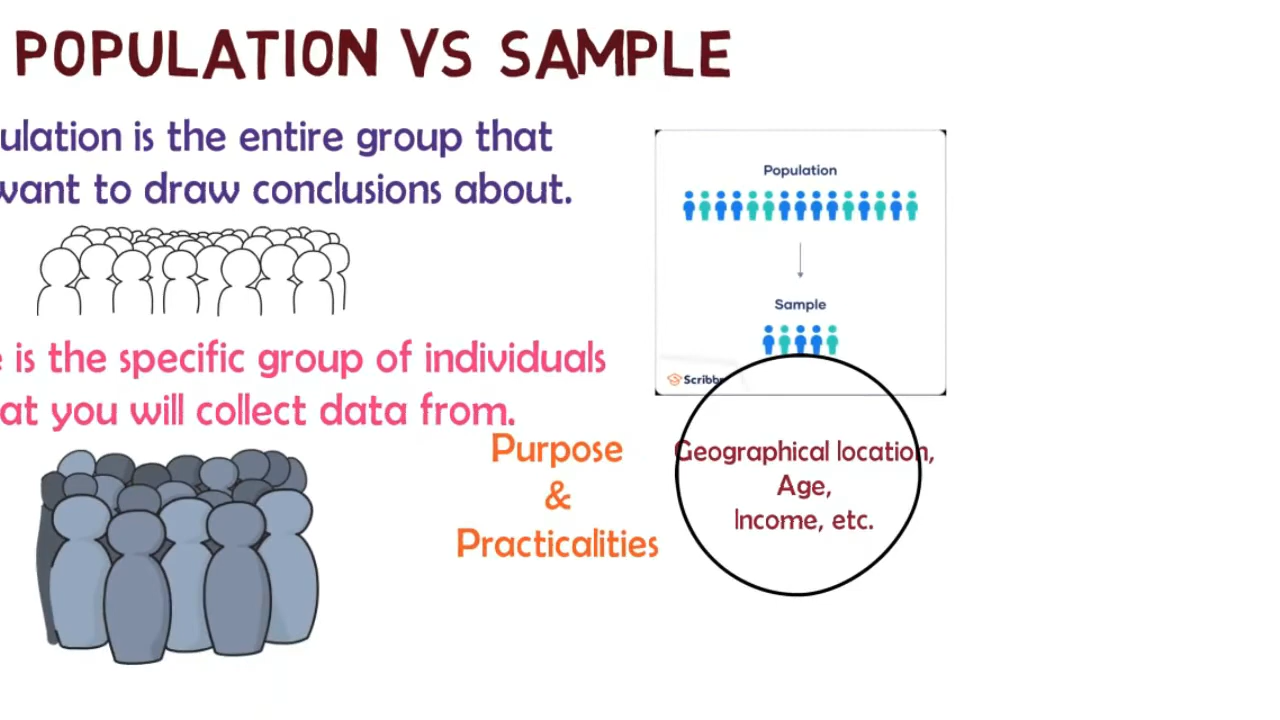 POPULATION VS SAMPLE
ulation is the entire group that
want to draw conclusions about.
Population
Sample
is the specific group of individuals
at you will collect data from.
Scribb
Purpose
&
Practicalities
Geographical location,
Age,
Income, etc.